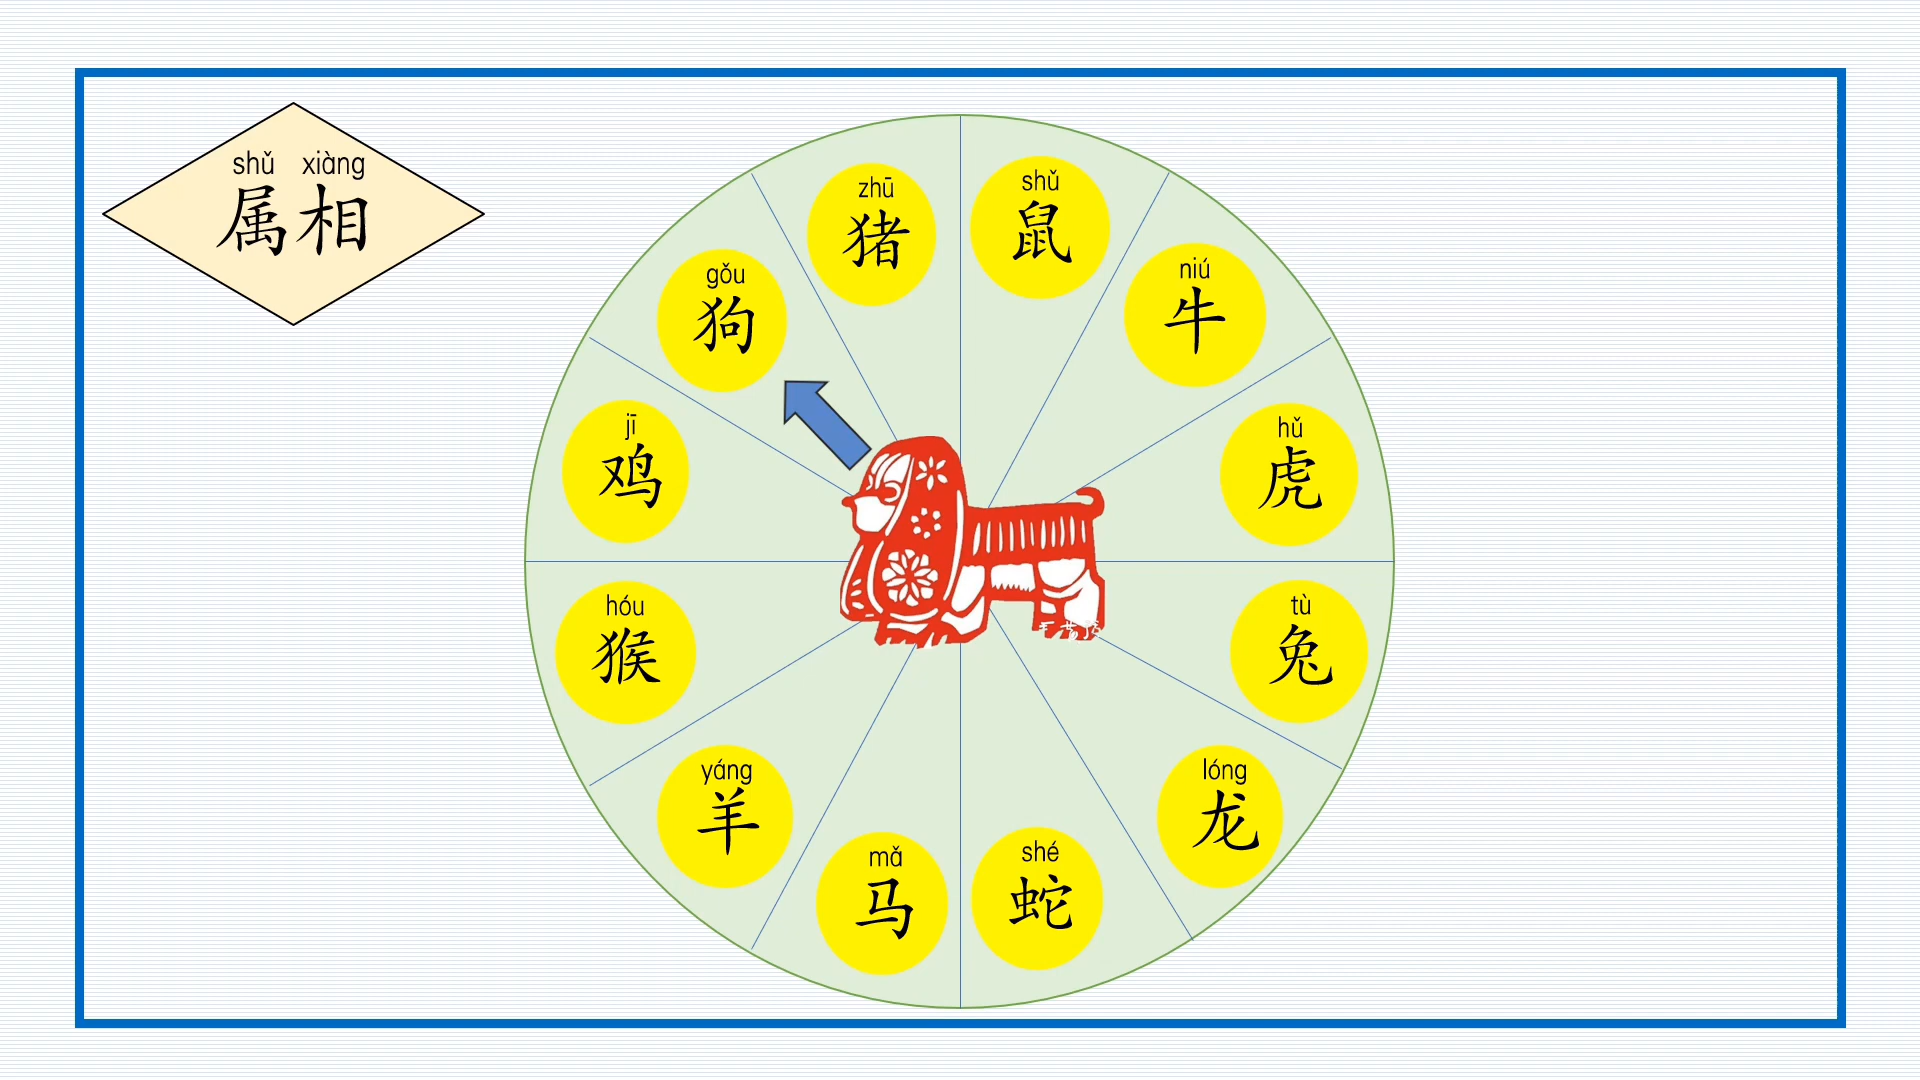 shǔ xiàng
属相
shǔ
鼠
niú
牛
hǔ
虎
tù
兔
lóng
龙
shé
蛇
mǎ
马
yáng
羊
hóu
猴
jī
鸡
gǒu
狗
zhū
猪